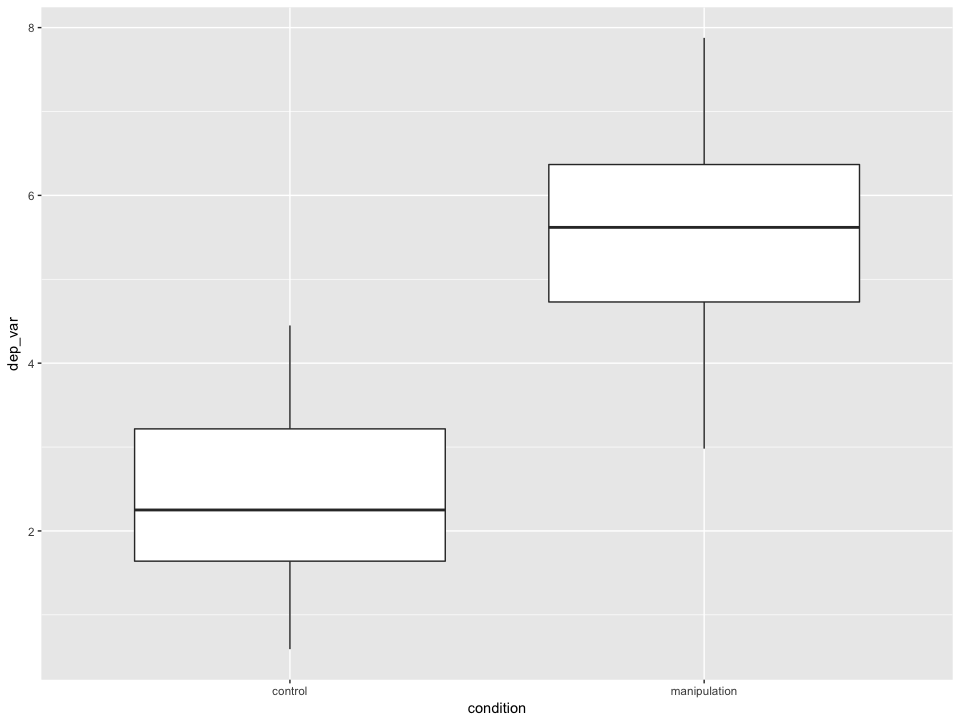 8
6
4
2
dep_var
control
manipulation
condition